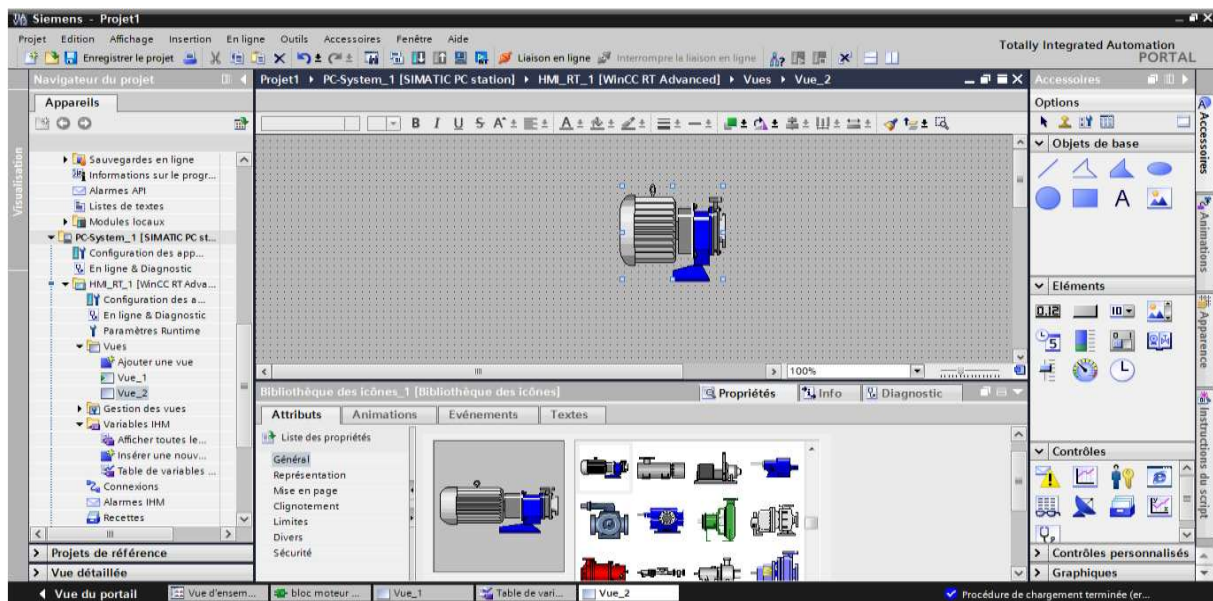 Siemens - Projet1
Projet Edition Affichage Insertion En ligne Outils Accessoires Fenêtre Aide
Totally Integrated Automation
PORTAL
Enregistrer le projet
Liaison en ligne
Interrompre la liaison en ligne
Navigateur du projet
Projet1 ▸ PC-System_1 [SIMATIC PC station] ▸ HMI_RT_1 [WinCC RT Advanced] ▸ Vues ▸ Vue_2
Accessoires
Appareils
Options
B I U S A
Objets de base
A
Sauvegardes en ligne
Informations sur le progr...
Alarmes API
Listes de textes
Modules locaux
PC-System_1 [SIMATIC PC st...
Configuration des app...
En ligne & Diagnostic
HMI_RT_1 [WinCC RT Adva...
Configuration des a...
En ligne & Diagnostic
Paramètres Runtime
Vues
Ajouter une vue
Vue_1
Vue_2
Gestion des vues
Variables IHM
Afficher toutes le...
Insérer une nouv...
Table de variables ...
Connexions
Alarmes IHM
Recettes
Projets de référence
Vue détaillée
Visualisation
100%
Bibliothèque des icônes_1 [Bibliothèque des icônes]
Propriétés
Info
Diagnostic
Attributs
Animations
Evénements
Textes
Liste des propriétés
Général
Représentation
Mise en page
Clignotement
Limites
Divers
Sécurité
Eléments
0.12
10
5
Contrôles
Contrôles personnalisés
Graphiques
Accessoires
Animations
Apparence
Instructions du script
Vue du portail
Vue d'ensem...
bloc moteur ...
Vue_1
Table de vari...
Vue_2
Procédure de chargement terminée (er...